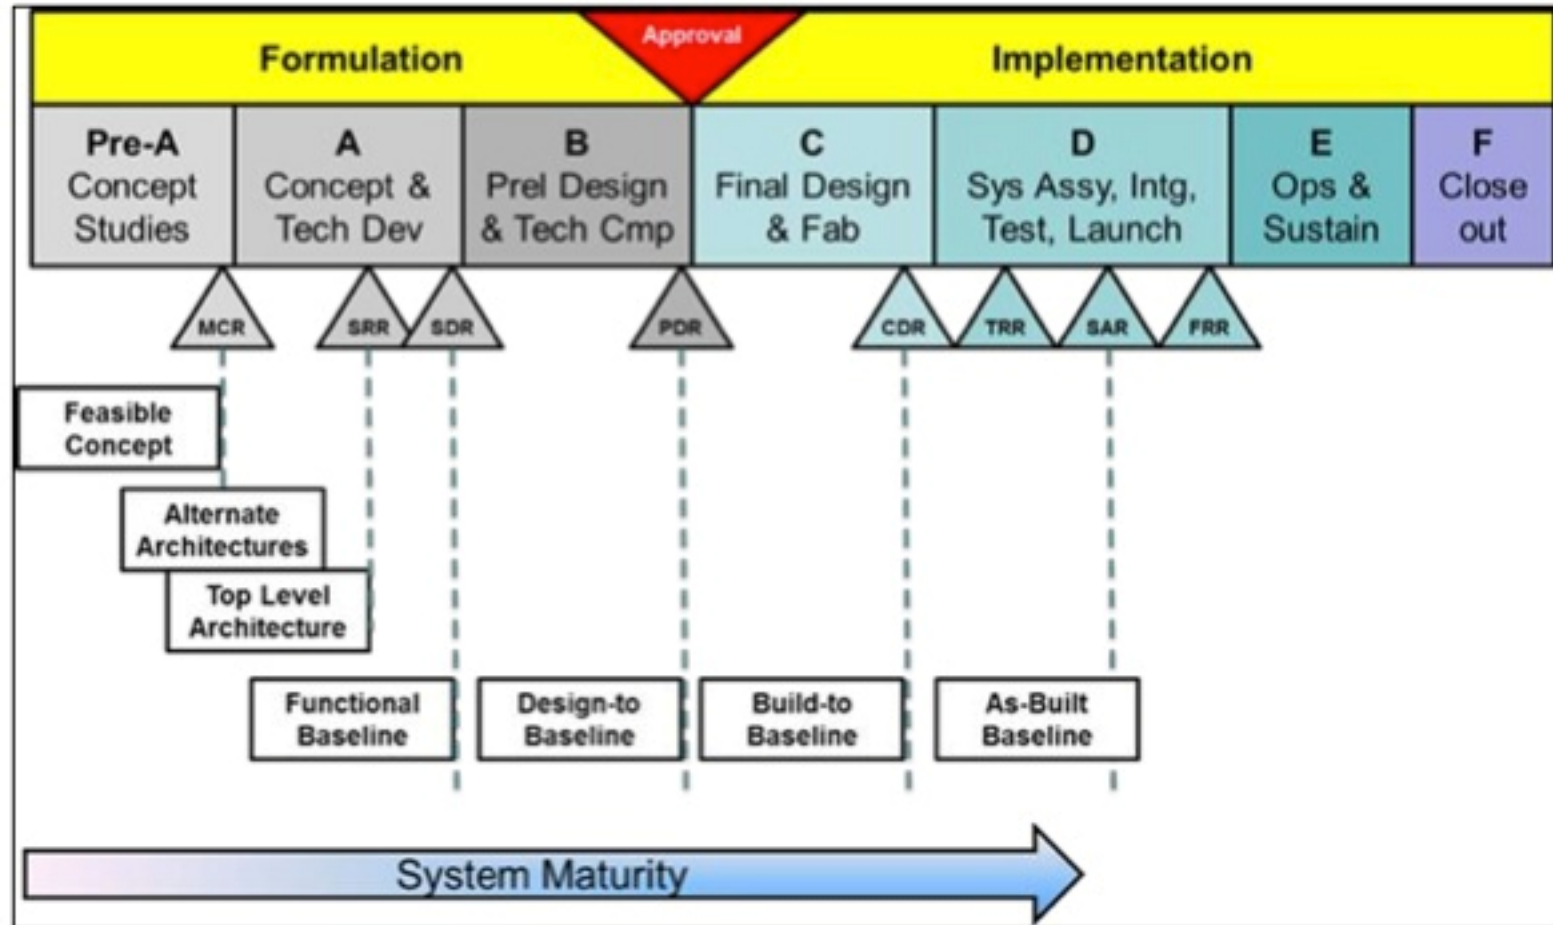 Approval
Formulation
Implementation
Pre-A
Concept
Studies
A
Concept &
Tech Dev
B
Prel Design
& Tech Cmp
C
Final Design
& Fab
D
Sys Assy, Intg,
Test, Launch
E
Ops &
Sustain
F
Close
out
MCR
SRR
SDR
PDR
CDR
TRR
SAR
FRR
Feasible
Concept
Alternate
Architectures
Top Level
Architecture
Functional
Baseline
Design-to
Baseline
Build-to
Baseline
As-Built
Baseline
System Maturity